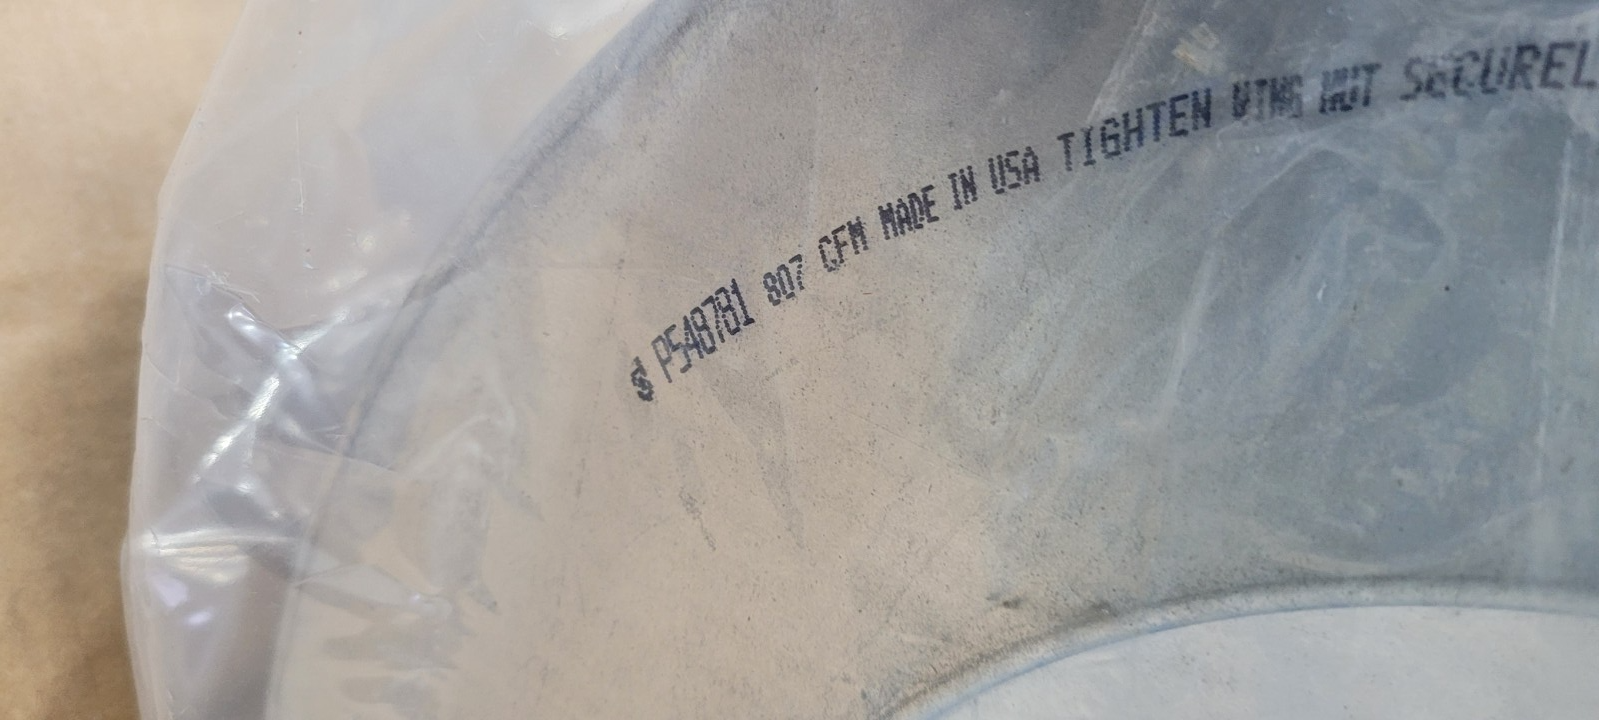 P548781 807 CFM MADE IN USA TIGHTEN WING NUT SECUREL